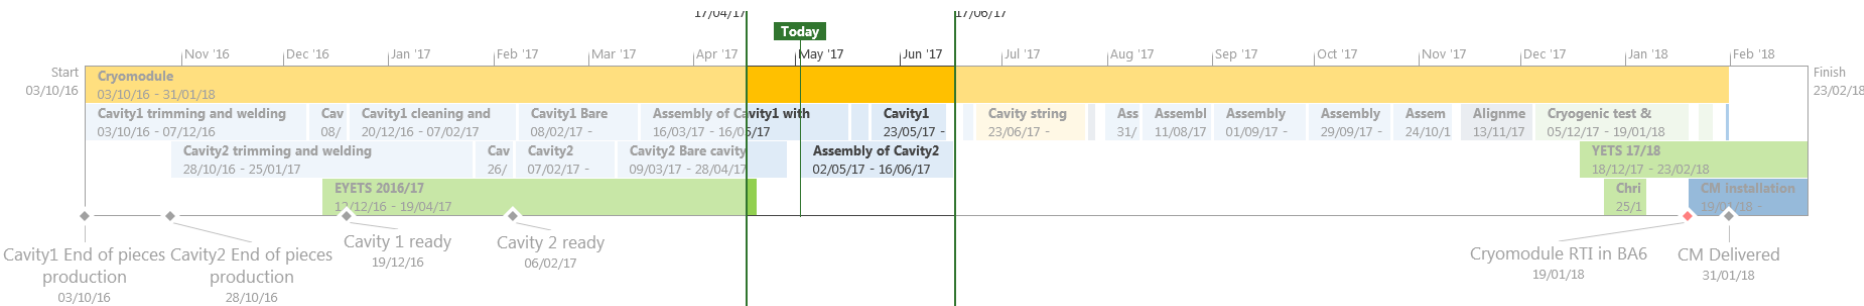 17/04/17 17/06/17
Today
Nov '16 Dec '16 Jan '17 Feb '17 Mar '17 Apr '17 May '17 Jun '17 Jul '17 Aug '17 Sep '17 Oct '17 Nov '17 Dec '17 Jan '18 Feb '18
Start
03/10/16
Finish
23/02/18
Cryomodule
03/10/16 - 31/01/18
Cavity1 trimming and welding Cav Cavity1 cleaning and Cavity1 Bare Assembly of Cavity1 with Cavity1 Cavity string Ass Assembl Assembly Assembly Assem Alignme Cryogenic test &
03/10/16 - 07/12/16 08/ 20/12/16 - 07/02/17 08/02/17 - 16/03/17 - 16/05/17 23/05/17 - 23/06/17 - 31/ 11/08/17 01/09/17 - 29/09/17 - 24/10/1 13/11/17 05/12/17 - 19/01/18
Cavity2 trimming and welding Cav Cavity2 Cavity2 Bare cavity Assembly of Cavity2 YETS 17/18
28/10/16 - 25/01/17 26/ 07/02/17 - 09/03/17 - 28/04/17 02/05/17 - 16/06/17 18/12/17 - 23/02/18
EYETS 2016/17 Chri CM installation
12/12/16 - 19/04/17 25/1 19/01/18 -
Cavity1 End of pieces
production
03/10/16
Cavity2 End of pieces
production
28/10/16
Cavity 1 ready
19/12/16
Cavity 2 ready
06/02/17
Cryomodule RTI in BA6
19/01/18
CM Delivered
31/01/18